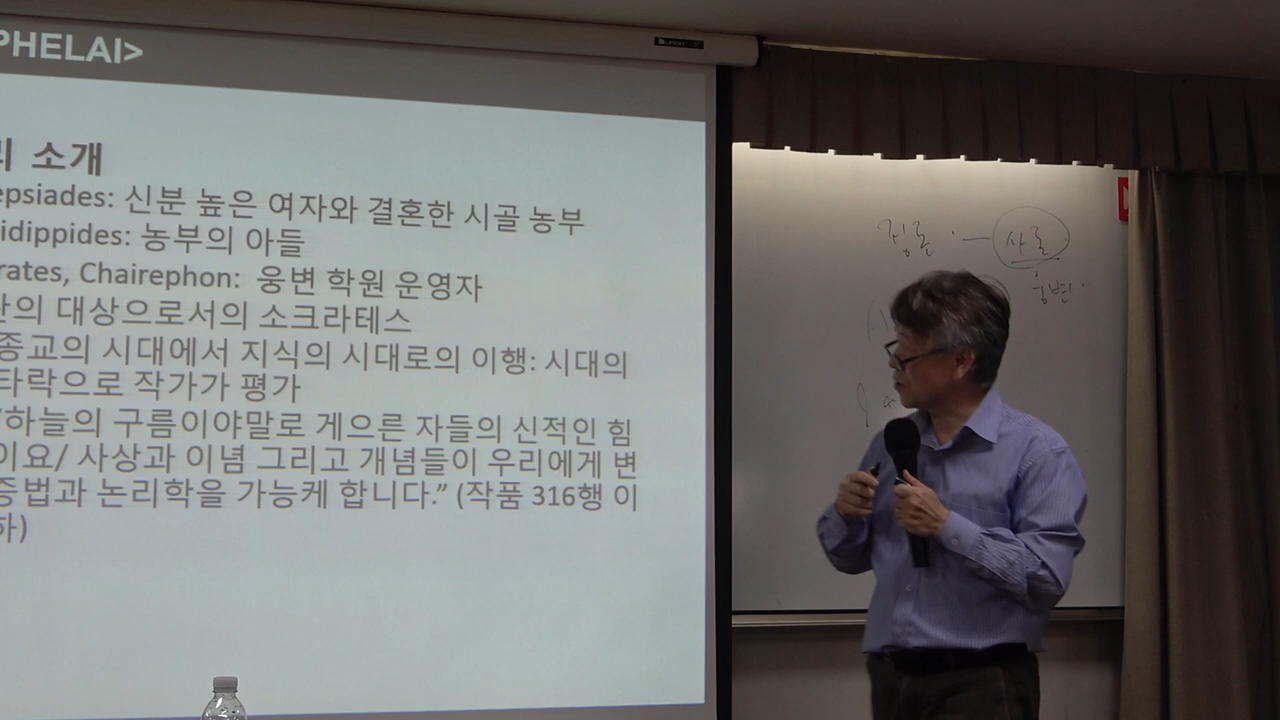 PHELAI>
소개
epsiades: 신분 높은 여자와 결혼한 시골 농부
idippides: 농부의 아들
rates, Chairephon: 웅변 학원 운영자
의 대상으로서의 소크라테스
종교의 시대에서 지식의 시대로의 이행: 시대의
타락으로 작가가 평가
"하늘의 구름이야말로 게으른 자들의 신적인 힘
이요/ 사상과 이념 그리고 개념들이 우리에게 변
증법과 논리학을 가능케 합니다.” (작품 316행 이
하)
웅변